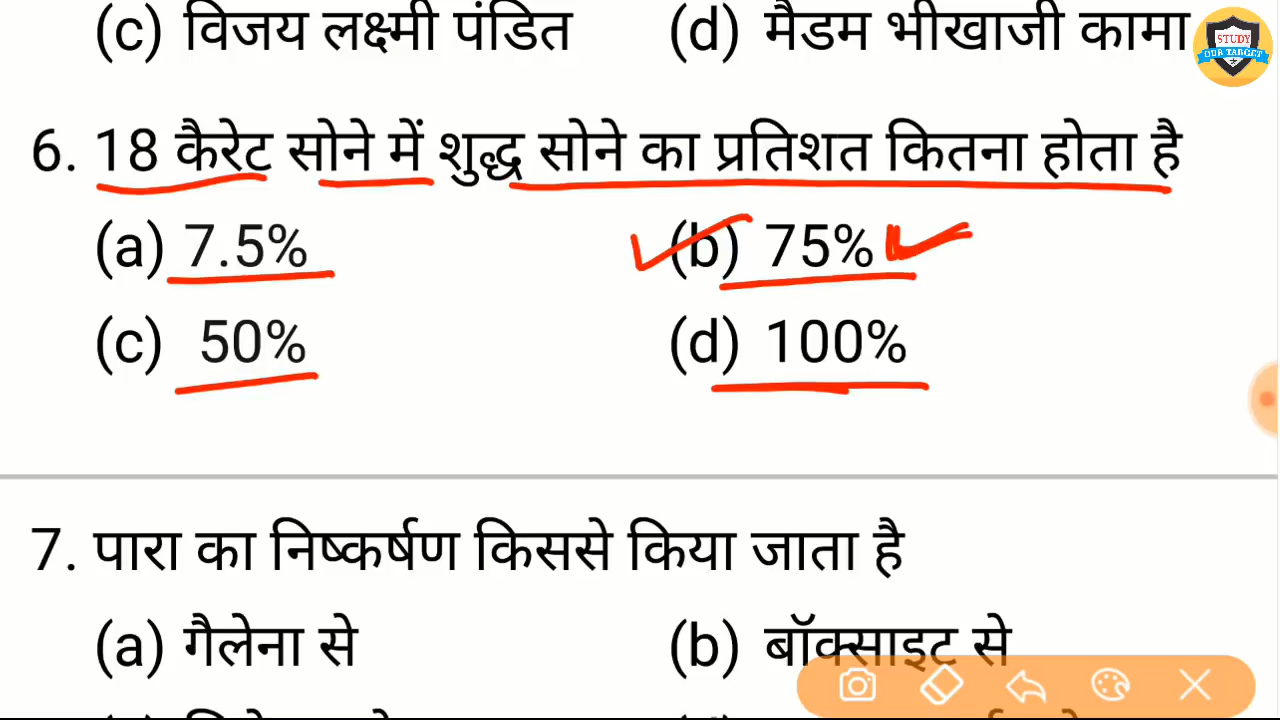 (c) विजय लक्ष्मी पंडित (d) मैडम भीखाजी कामा
STUDY
OUR TARGET
6. 18 कैरेट सोने में शुद्ध सोने का प्रतिशत कितना होता है
(a) 7.5% (b) 75%
(c) 50% (d) 100%
7. पारा का निष्कर्षण किससे किया जाता है
(a) गैलेना से (b) बॉक्साइट से